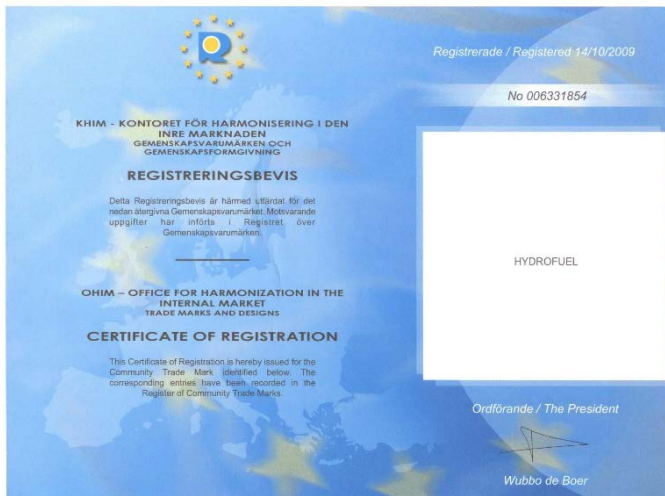 KHIM - KONTORET FÖR HARMONISERING I DEN
INRE MARKNADEN
GEMENSKAPSVARUMÄRKEN OCH
GEMENSKAPSFORMGIVNING
REGISTRERINGSBEVIS
Detta Registreringsbevis är härmed utfärdat för det
nedan återgivna Gemenskapsvarumärket. Motsvarande
uppgifter har införts i Registret över
Gemenskapsvarumärken.
OHIM – OFFICE FOR HARMONIZATION IN THE
INTERNAL MARKET
TRADE MARKS AND DESIGNS
CERTIFICATE OF REGISTRATION
This Certificate of Registration is hereby issued for the
Community Trade Mark identified below. The
corresponding entries have been recorded in the
Register of Community Trade Marks.
Registrerade / Registered 14/10/2009
No 006331854
HYDROFUEL
Ordförande / The President
Wubbo de Boer